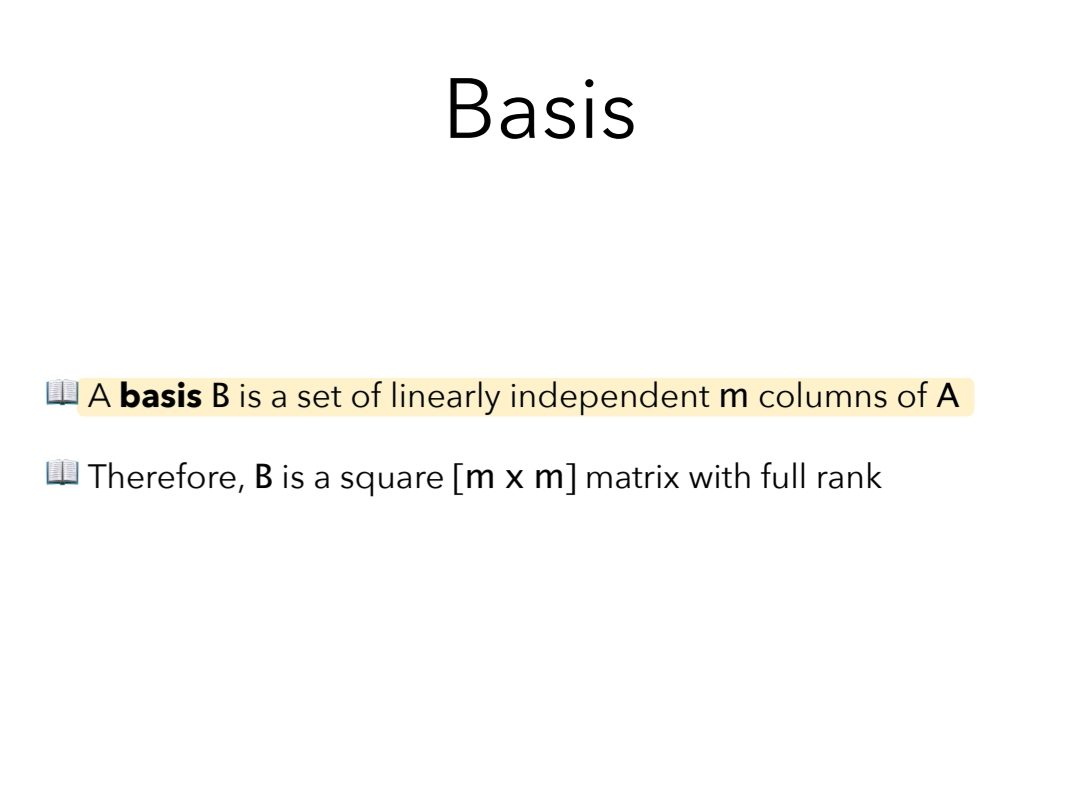 Basis
📖 A basis B is a set of linearly independent m columns of A
📖 Therefore, B is a square [m x m] matrix with full rank